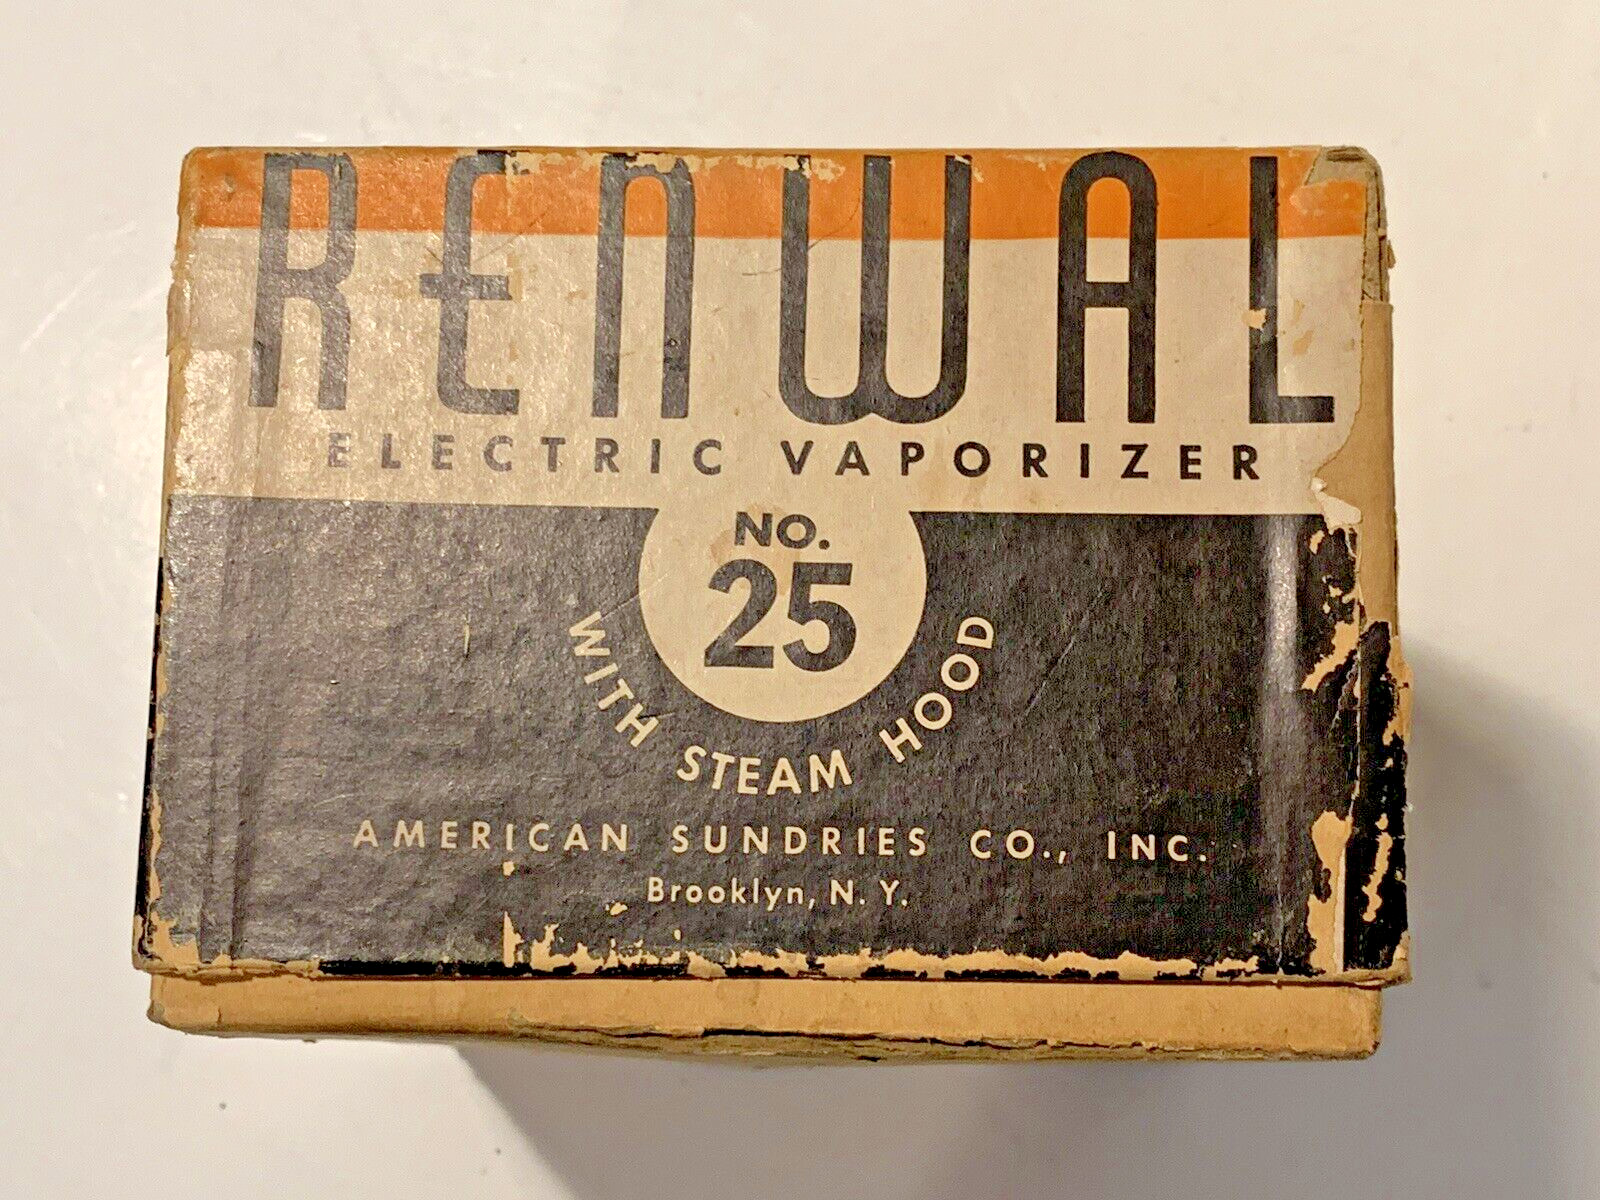 RENWAL
ELECTRIC VAPORIZER
NO.
25
WITH STEAM HOOD
AMERICAN SUNDRIES CO., INC.
Brooklyn, N. Y.